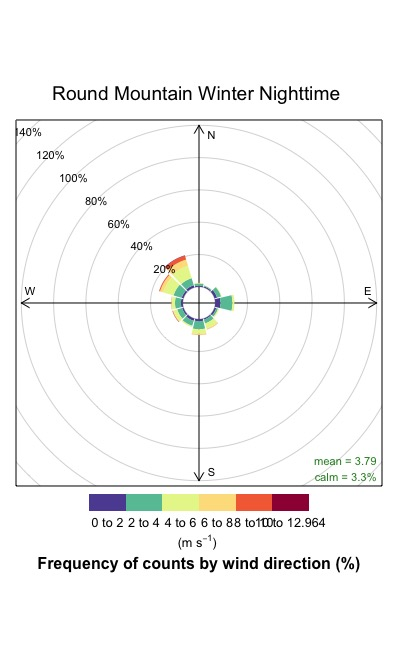 Round Mountain Winter Nighttime
N
140%
120%
100%
80%
60%
40%
20%
W
E
S
mean = 3.79
calm = 3.3%
0 to 2 2 to 4 4 to 6 6 to 8 8 to 10 10 to 12.964
(m s⁻¹)
Frequency of counts by wind direction (%)